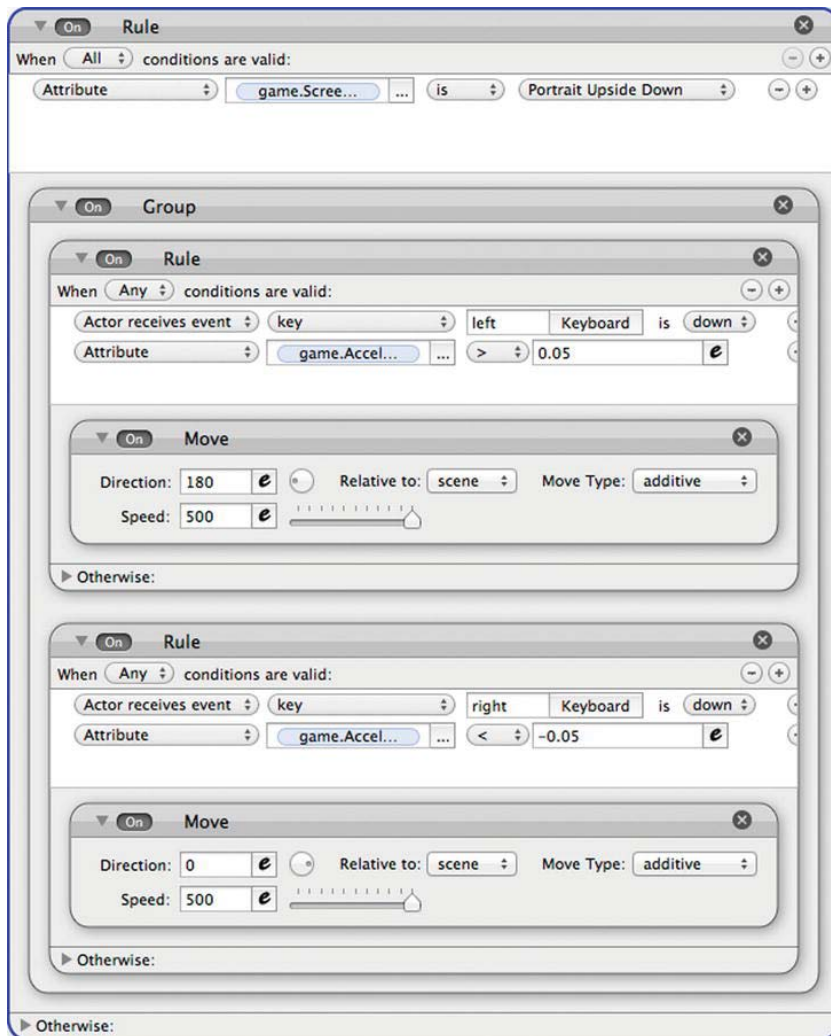 On Rule
When All conditions are valid:
Attribute game.Scree... ... is Portrait Upside Down
On Group
On Rule
When Any conditions are valid:
Actor receives event key left Keyboard is down
Attribute game.Accel... ... > 0.05 e
On Move
Direction: 180 e Relative to: scene Move Type: additive
Speed: 500 e
Otherwise:
On Rule
When Any conditions are valid:
Actor receives event key right Keyboard is down
Attribute game.Accel... ... < -0.05 e
On Move
Direction: 0 e Relative to: scene Move Type: additive
Speed: 500 e
Otherwise:
Otherwise: